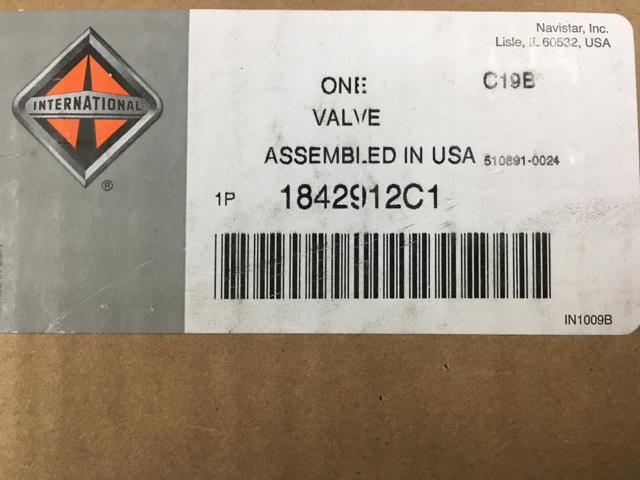 Navistar, Inc.
Lisle, IL 60532, USA
INTERNATIONAL
®
ONE
C19B
VALVE
ASSEMBLED IN USA 510891-0024
1P 1842912C1
IN1009B